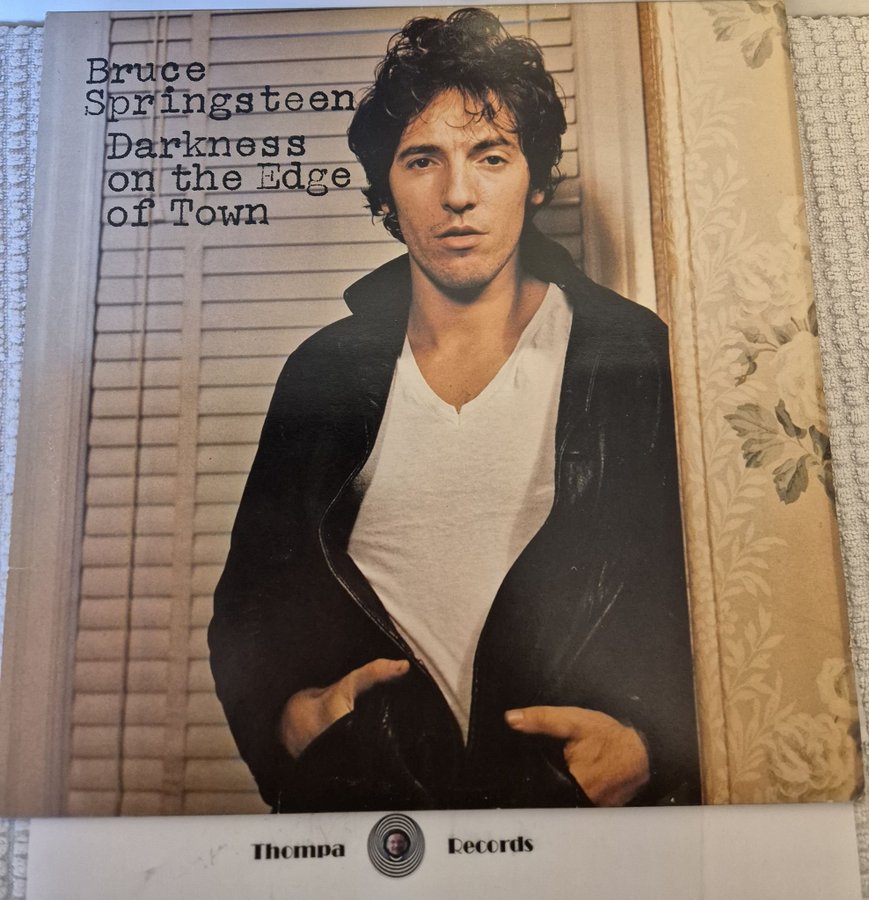 Bruce
Springsteen
Darkness
on the Edge
of Town
Thompa Records